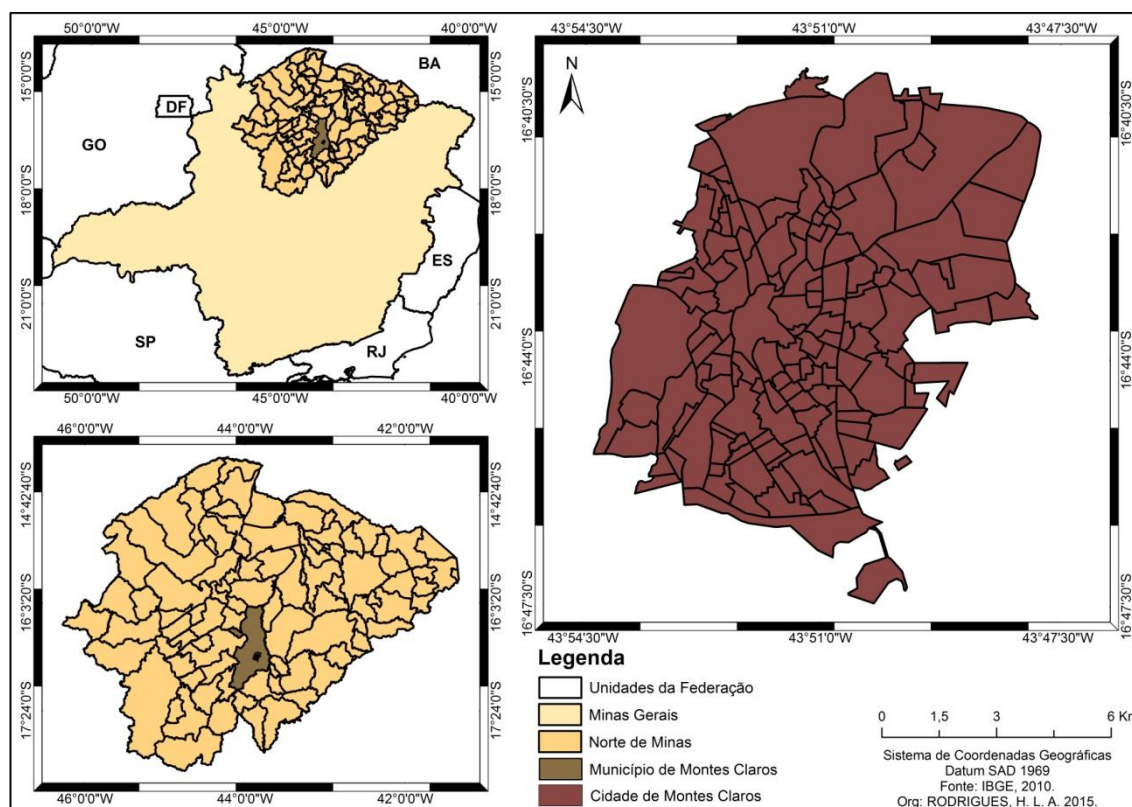 50°0'0"W 45°0'0"W 40°0'0"W
15°0'0"S
18°0'0"S
21°0'0"S
BA
DF
GO
ES
SP
RJ
15°0'0"S
18°0'0"S
21°0'0"S
50°0'0"W 45°0'0"W 40°0'0"W
46°0'0"W 44°0'0"W 42°0'0"W
14°42'40"S
16°3'20"S
17°24'0"S
14°42'40"S
16°3'20"S
17°24'0"S
46°0'0"W 44°0'0"W 42°0'0"W
43°54'30"W 43°51'0"W 43°47'30"W
N
16°40'30"S
16°44'0"S
16°47'30"S
16°40'30"S
16°44'0"S
16°47'30"S
43°54'30"W 43°51'0"W 43°47'30"W
Legenda
Unidades da Federação
Minas Gerais
Norte de Minas
Município de Montes Claros
Cidade de Montes Claros
0 1,5 3 6 Km
Sistema de Coordenadas Geográficas
Datum SAD 1969
Fonte: IBGE, 2010.
Org: RODRIGUES, H. L. A. 2015.